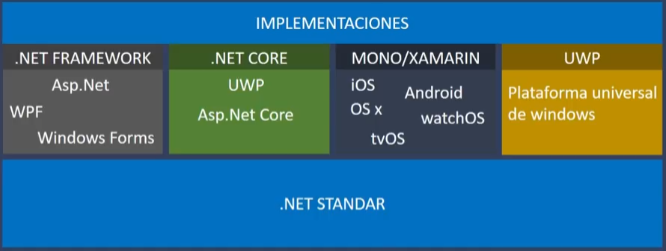 IMPLEMENTACIONES
.NET FRAMEWORK
Asp.Net
WPF
Windows Forms
.NET CORE
UWP
Asp.Net Core
MONO/XAMARIN
iOS
Android
OS x
watchOS
tvOS
UWP
Plataforma universal
de windows
.NET STANDAR